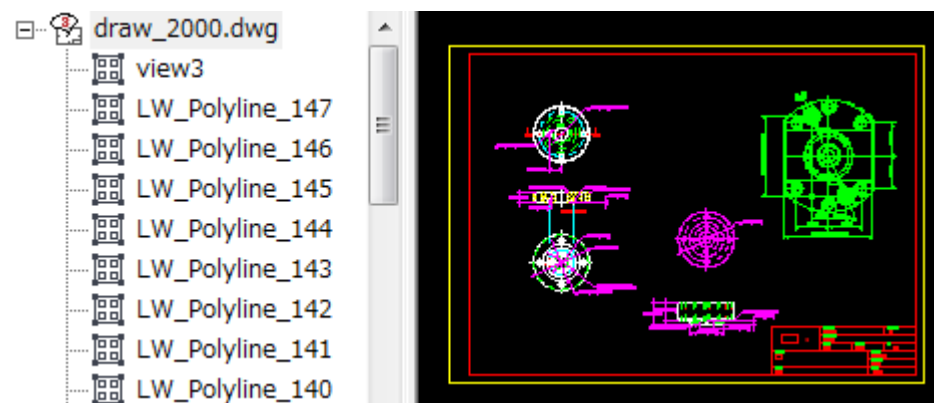 draw_2000.dwg
view3
LW_Polyline_147
LW_Polyline_146
LW_Polyline_145
LW_Polyline_144
LW_Polyline_143
LW_Polyline_142
LW_Polyline_141
LW_Polyline_140